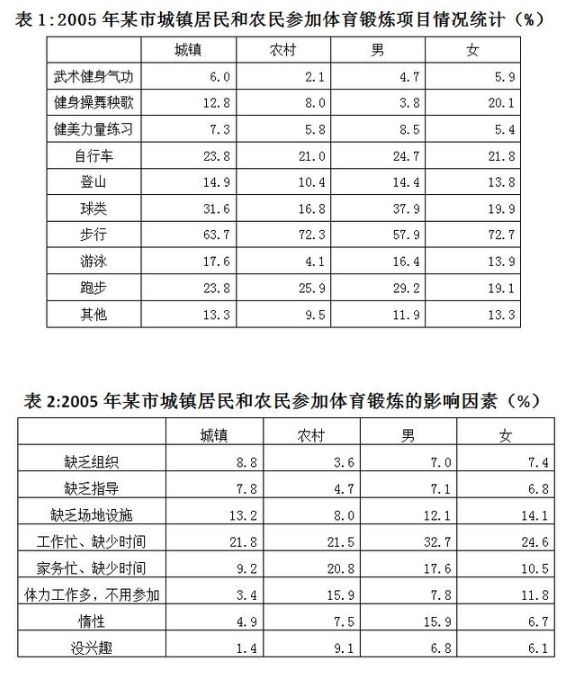 表 1:2005 年某市城镇居民和农民参加体育锻炼项目情况统计（%）
城镇 农村 男 女
武术健身气功 6.0 2.1 4.7 5.9
健身操舞秧歌 12.8 8.0 3.8 20.1
健美力量练习 7.3 5.8 8.5 5.4
自行车 23.8 21.0 24.7 21.8
登山 14.9 10.4 14.4 13.8
球类 31.6 16.8 37.9 19.9
步行 63.7 72.3 57.9 72.7
游泳 17.6 4.1 16.4 13.9
跑步 23.8 25.9 29.2 19.1
其他 13.3 9.5 11.9 13.3
表 2:2005 年某市城镇居民和农民参加体育锻炼的影响因素（%）
城镇 农村 男 女
缺乏组织 8.8 3.6 7.0 7.4
缺乏指导 7.8 4.7 7.1 6.8
缺乏场地设施 13.2 8.0 12.1 14.1
工作忙、缺少时间 21.8 21.5 32.7 24.6
家务忙、缺少时间 9.2 20.8 17.6 10.5
体力工作多，不用参加 3.4 15.9 7.8 11.8
惰性 4.9 7.5 15.9 6.7
没兴趣 1.4 9.1 6.8 6.1